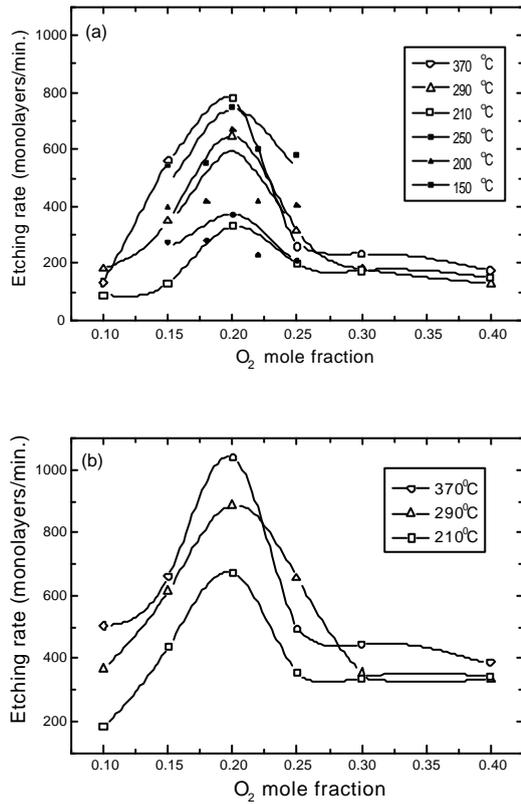 (a)
1000
800
600
400
200
0
Etching rate (monolayers/min.)
370 °C
290 °C
210 °C
250 °C
200 °C
150 °C
0.10 0.15 0.20 0.25 0.30 0.35 0.40
O₂ mole fraction
(b)
1000
800
600
400
200
Etching rate (monolayers/min.)
370⁰C
290⁰C
210⁰C
0.10 0.15 0.20 0.25 0.30 0.35 0.40
O₂ mole fraction